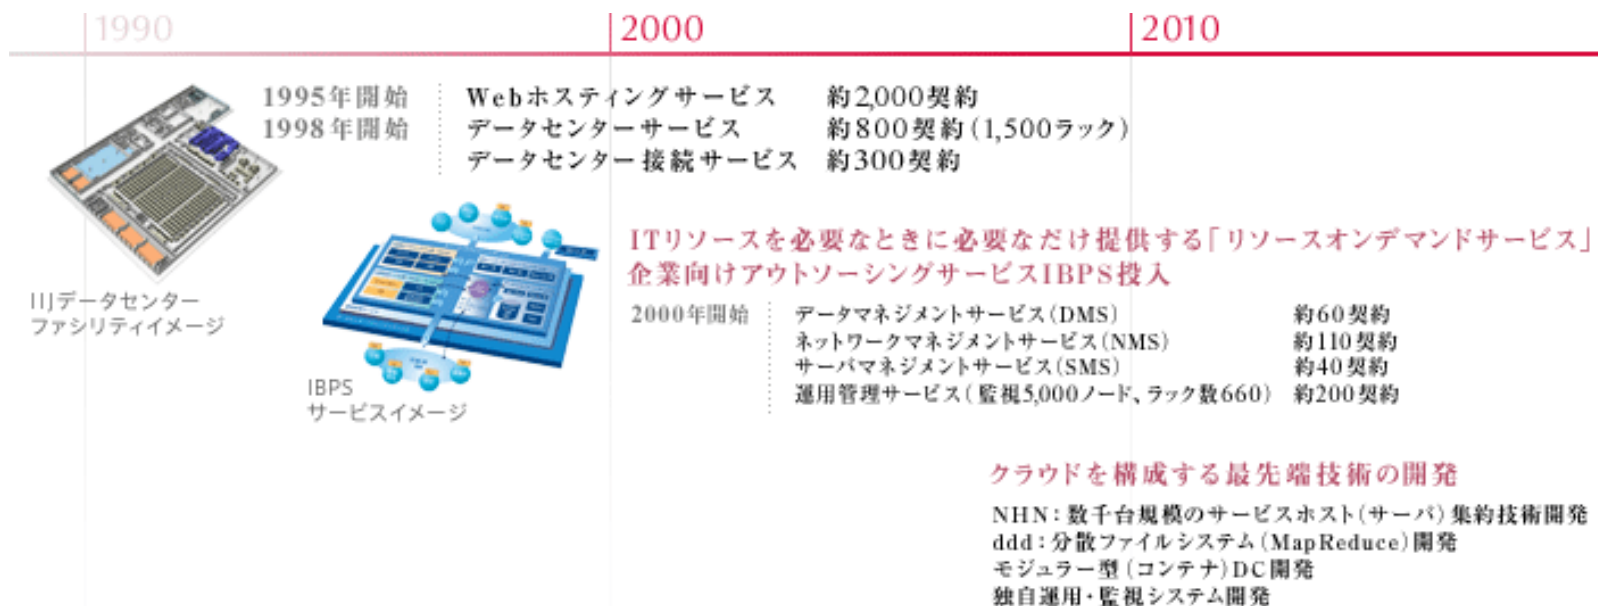 1990
2000
2010
1995年開始 Webホスティングサービス 約2,000契約
1998年開始 データセンターサービス 約800契約(1,500ラック)
データセンター接続サービス 約300契約
IIJデータセンター
ファシリティイメージ
IBPS
サービスイメージ
ITリソースを必要なときに必要なだけ提供する「リソースオンデマンドサービス」
企業向けアウトソーシングサービスIBPS投入
2000年開始 データマネジメントサービス(DMS) 約60契約
ネットワークマネジメントサービス(NMS) 約110契約
サーバマネジメントサービス(SMS) 約40契約
運用管理サービス(監視5,000ノード、ラック数660) 約200契約
クラウドを構成する最先端技術の開発
NHN：数千台規模のサービスホスト(サーバ)集約技術開発
ddd：分散ファイルシステム(MapReduce)開発
モジュラー型(コンテナ)DC開発
独自運用・監視システム開発